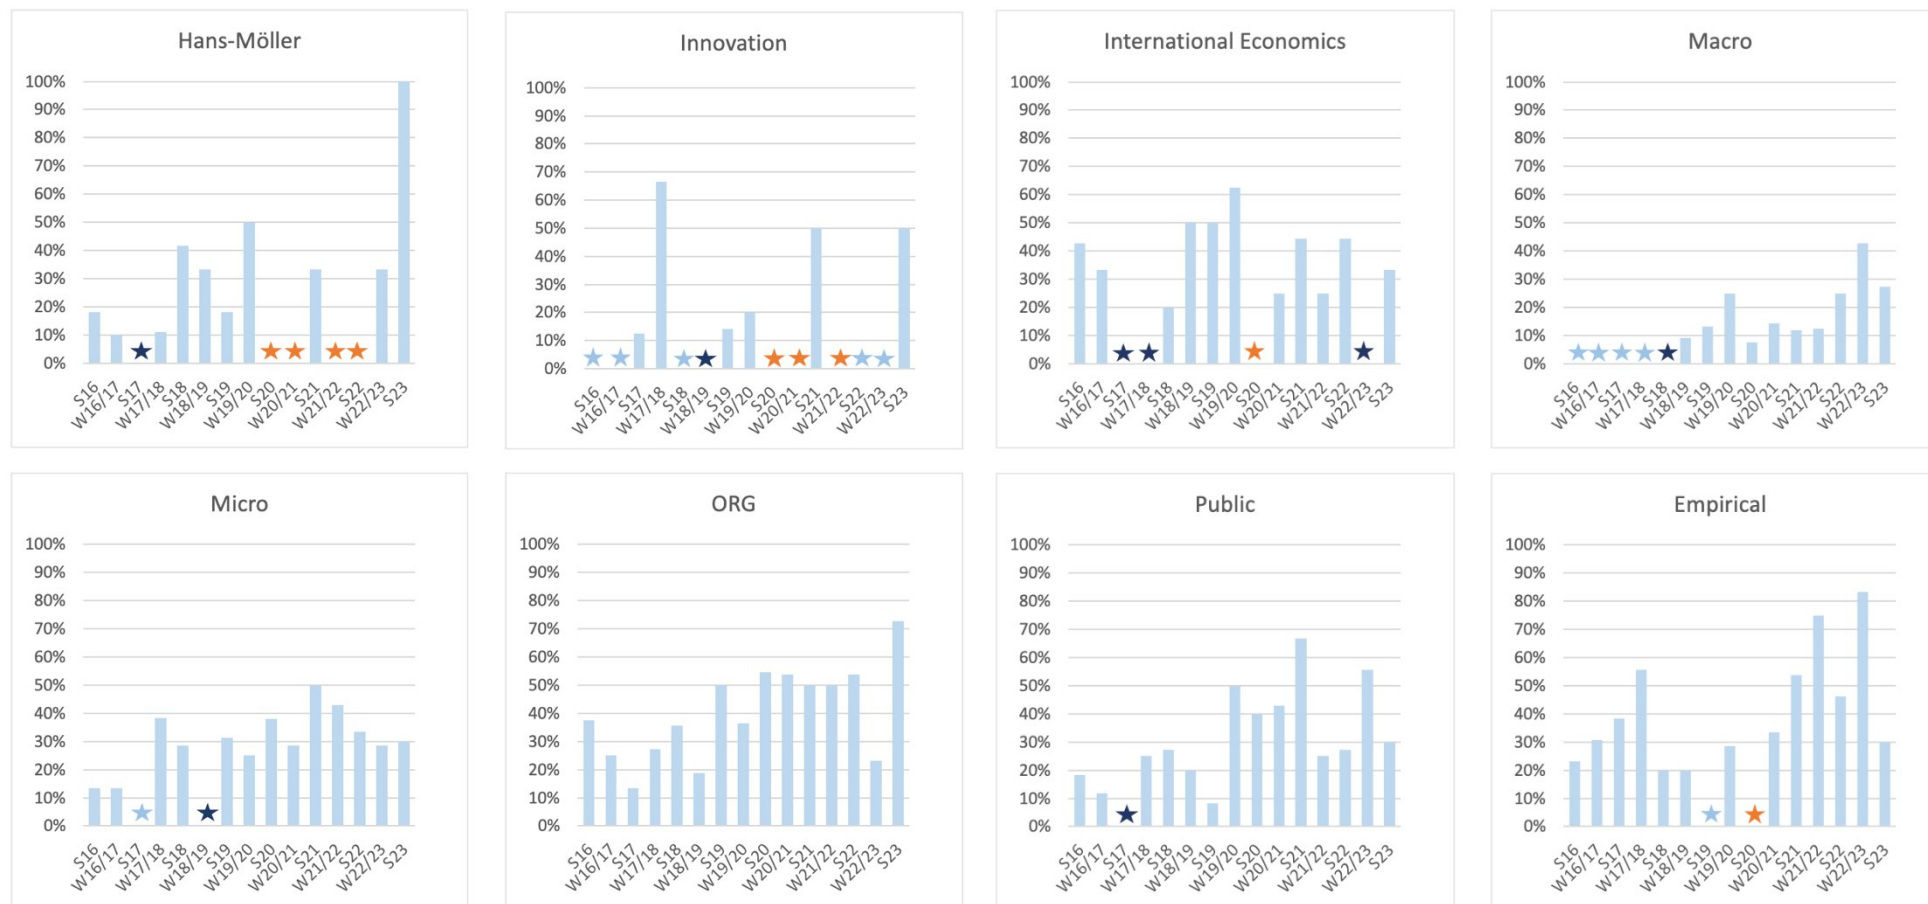 Hans-Möller
100%
90%
80%
70%
60%
50%
40%
30%
20%
10%
0%
S16
W16/17
S17
W17/18
S18
W18/19
S19
W19/20
S20
W20/21
S21
W21/22
S22
W22/23
S23
Innovation
100%
90%
80%
70%
60%
50%
40%
30%
20%
10%
0%
S16
W16/17
S17
W17/18
S18
W18/19
S19
W19/20
S20
W20/21
S21
W21/22
S22
W22/23
S23
International Economics
100%
90%
80%
70%
60%
50%
40%
30%
20%
10%
0%
S16
W16/17
S17
W17/18
S18
W18/19
S19
W19/20
S20
W20/21
S21
W21/22
S22
W22/23
S23
Macro
100%
90%
80%
70%
60%
50%
40%
30%
20%
10%
0%
S16
W16/17
S17
W17/18
S18
W18/19
S19
W19/20
S20
W20/21
S21
W21/22
S22
W22/23
S23
Micro
100%
90%
80%
70%
60%
50%
40%
30%
20%
10%
0%
S16
W16/17
S17
W17/18
S18
W18/19
S19
W19/20
S20
W20/21
S21
W21/22
S22
W22/23
S23
ORG
100%
90%
80%
70%
60%
50%
40%
30%
20%
10%
0%
S16
W16/17
S17
W17/18
S18
W18/19
S19
W19/20
S20
W20/21
S21
W21/22
S22
W22/23
S23
Public
100%
90%
80%
70%
60%
50%
40%
30%
20%
10%
0%
S16
W16/17
S17
W17/18
S18
W18/19
S19
W19/20
S20
W20/21
S21
W21/22
S22
W22/23
S23
Empirical
100%
90%
80%
70%
60%
50%
40%
30%
20%
10%
0%
S16
W16/17
S17
W17/18
S18
W18/19
S19
W19/20
S20
W20/21
S21
W21/22
S22
W22/23
S23